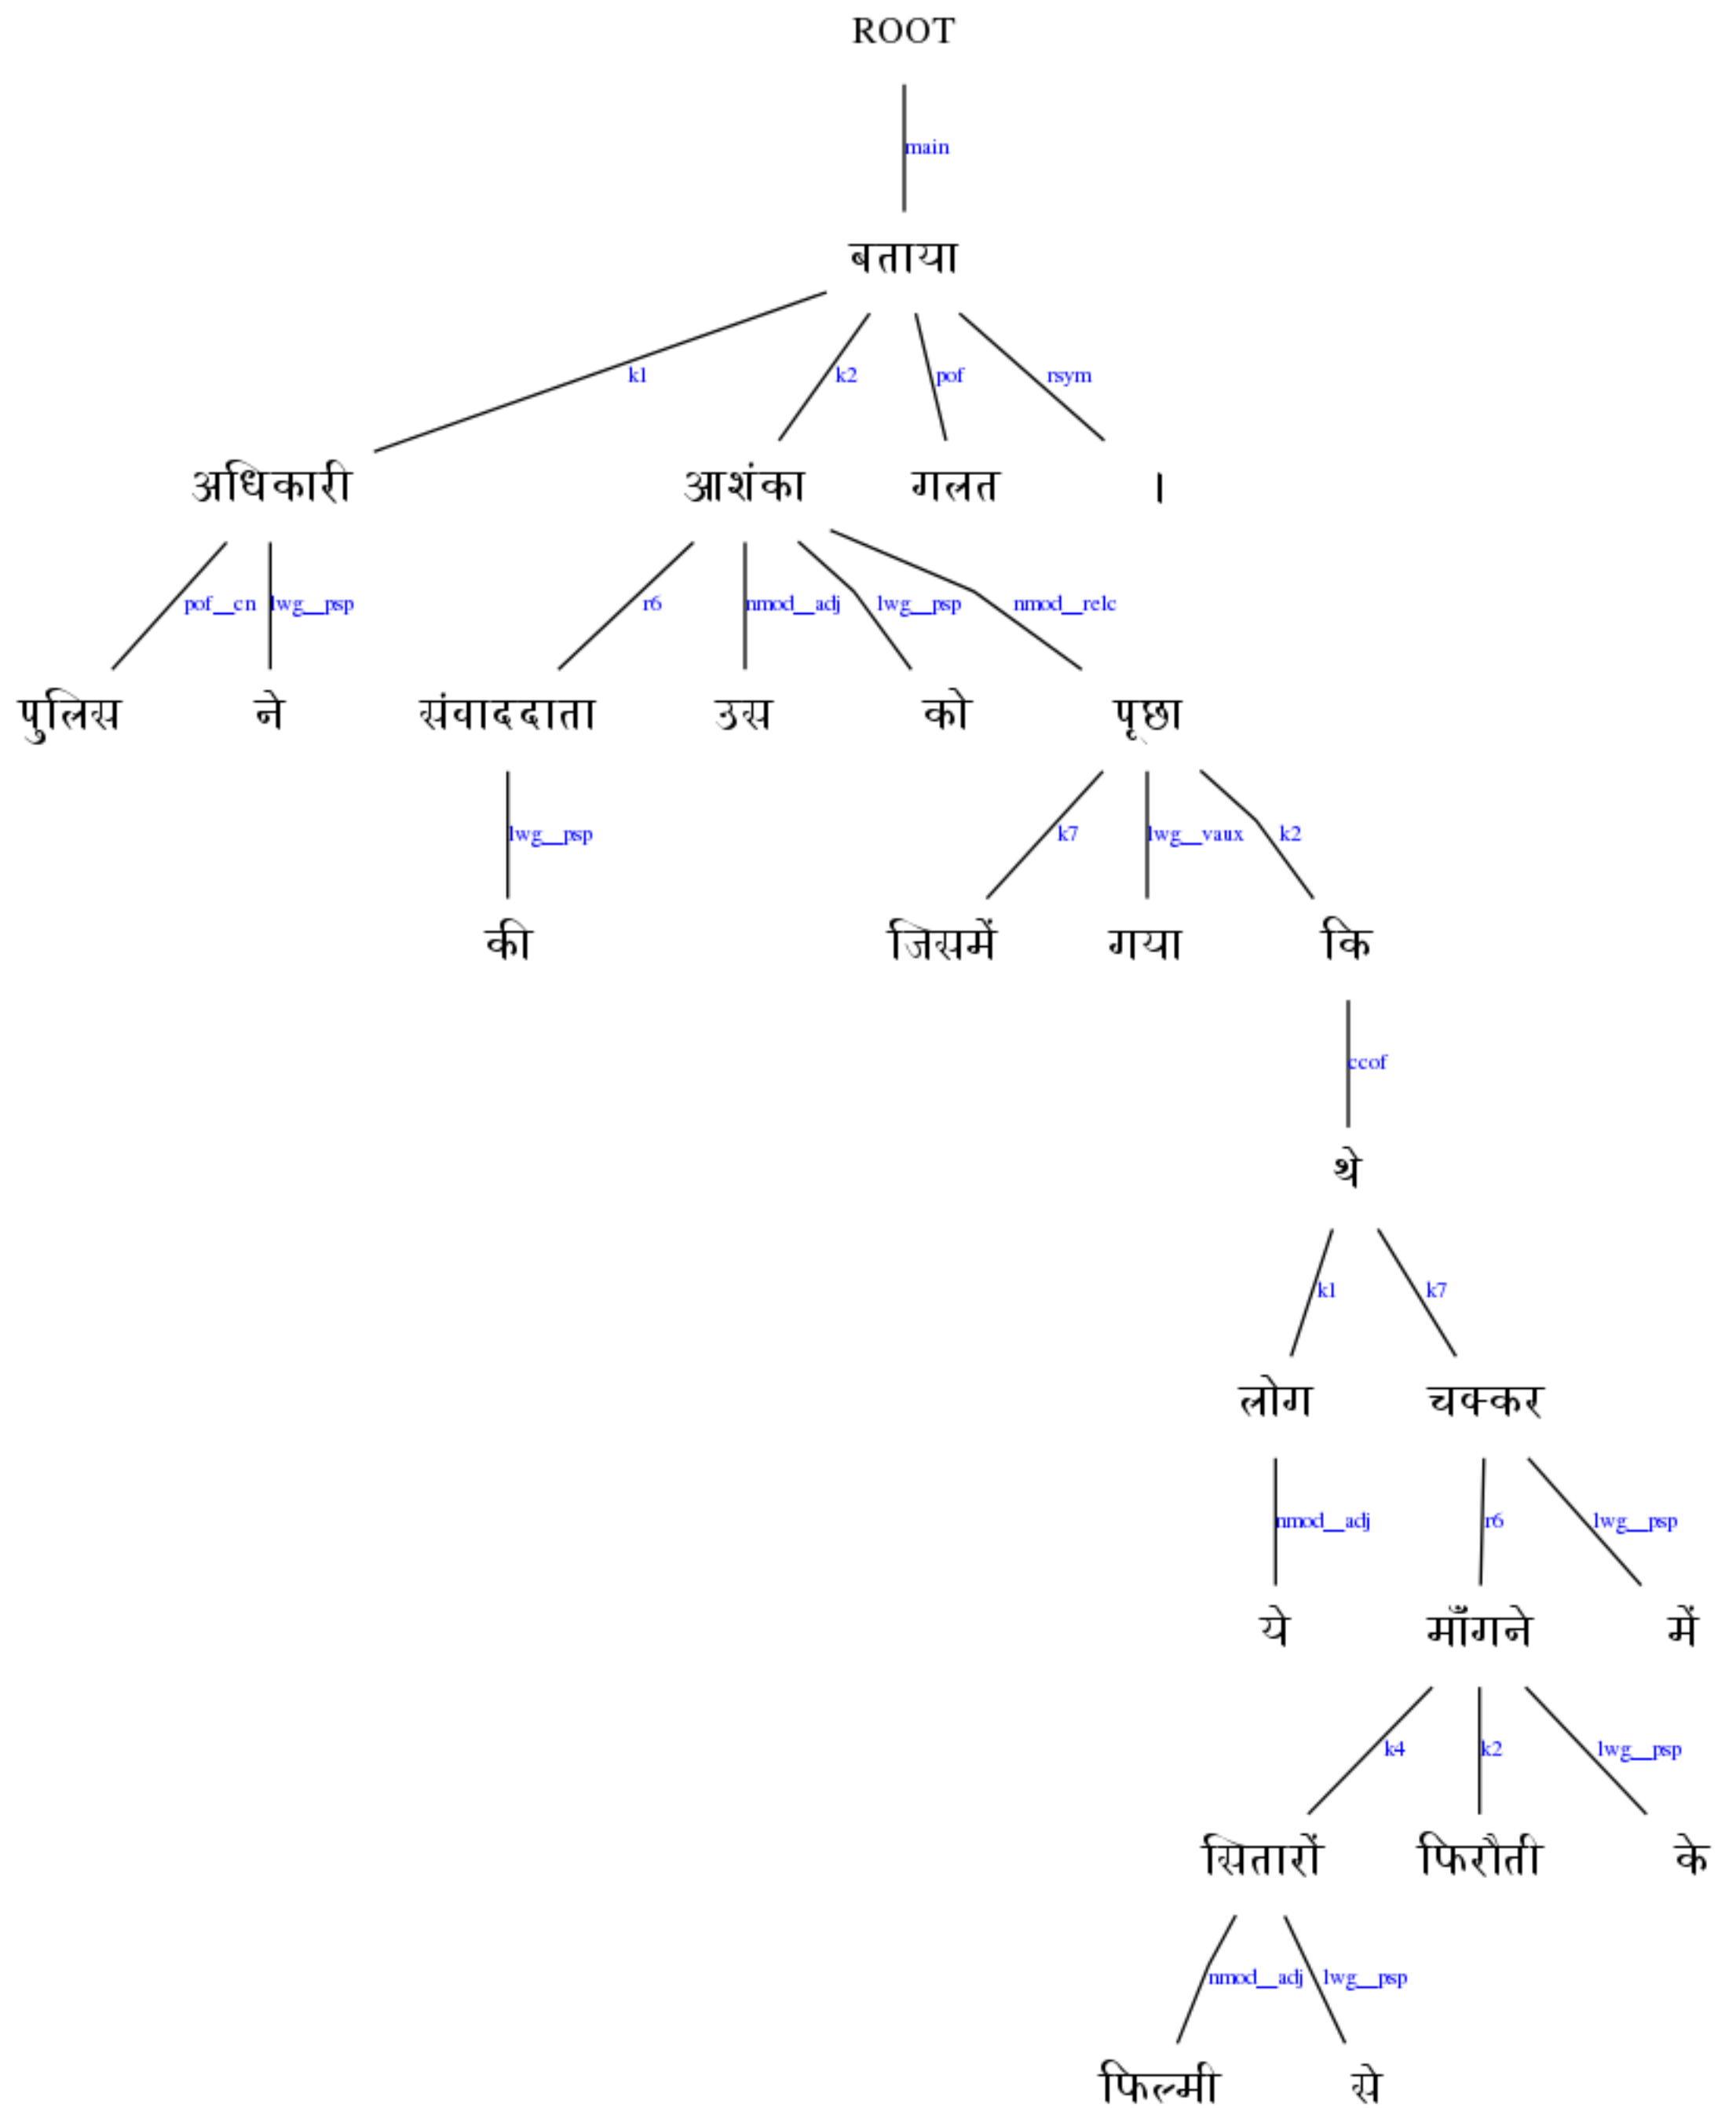 ROOT
main
बताया
k1 k2 pof rsym
अधिकारी आशंका गलत ।
pof__cn lwg__psp r6 nmod__adj lwg__psp nmod__relc
पुलिस ने संवाददाता उस को पूछा
lwg__psp k7 lwg__vaux k2
की जिसमें गया कि
ccof
थे
k1 k7
लोग चक्कर
nmod__adj r6 lwg__psp
ये माँगने में
k4 k2 lwg__psp
सितारों फिरौती के
nmod__adj lwg__psp
फिल्मी से